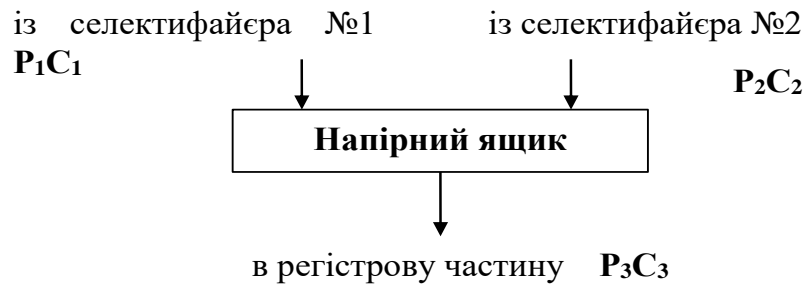 із селектифайєра №1 із селектифайєра №2
P₁C₁ P₂C₂
Напірний ящик
в регістрову частину P₃C₃